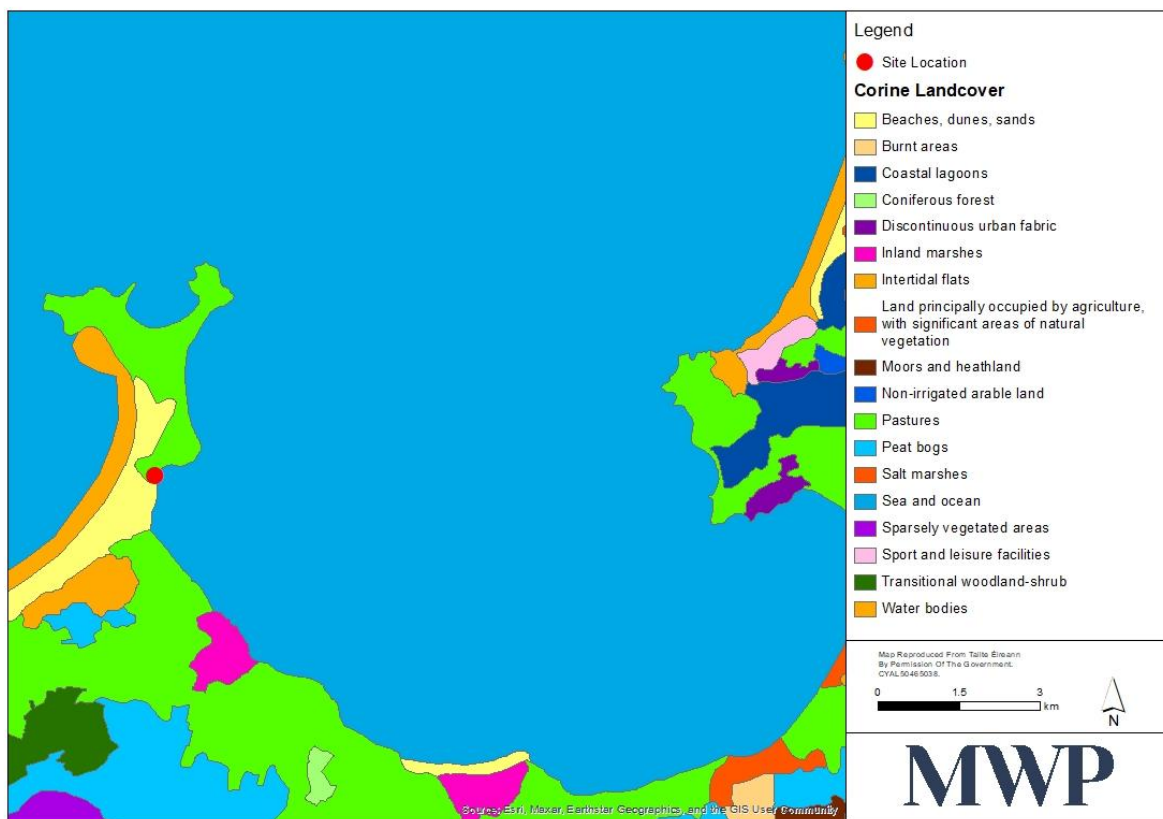 Legend
Site Location
Corine Landcover
Beaches, dunes, sands
Burnt areas
Coastal lagoons
Coniferous forest
Discontinuous urban fabric
Inland marshes
Intertidal flats
Land principally occupied by agriculture,
with significant areas of natural
vegetation
Moors and heathland
Non-irrigated arable land
Pastures
Peat bogs
Salt marshes
Sea and ocean
Sparsely vegetated areas
Sport and leisure facilities
Transitional woodland-shrub
Water bodies
Map Reproduced From Tailte Éireann
By Permission Of The Government.
CYAL50465038.
0 1.5 3
km
N
MWP
Source: Esri, Maxar, Earthstar Geographics, and the GIS User Community